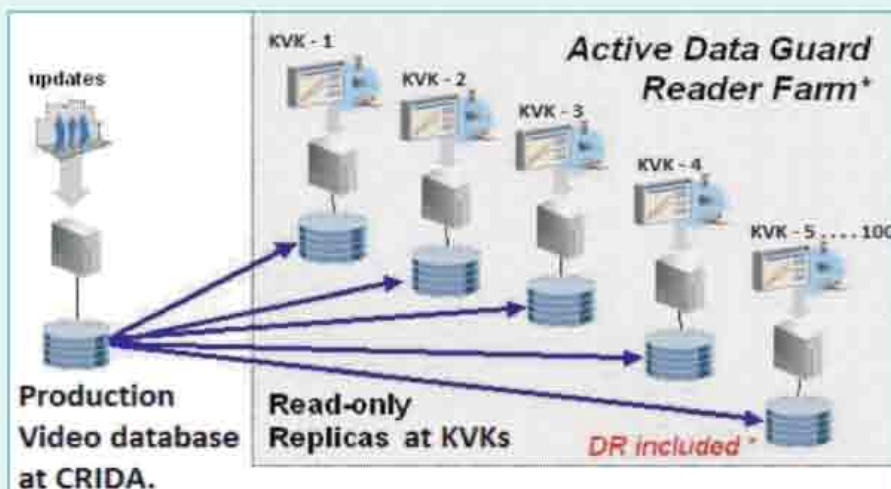 updates
Production
Video database
at CRIDA.
Active Data Guard
Reader Farm*
KVK - 1
KVK - 2
KVK - 3
KVK - 4
KVK - 5 . . . . 100
Read-only
Replicas at KVKs
DR included *